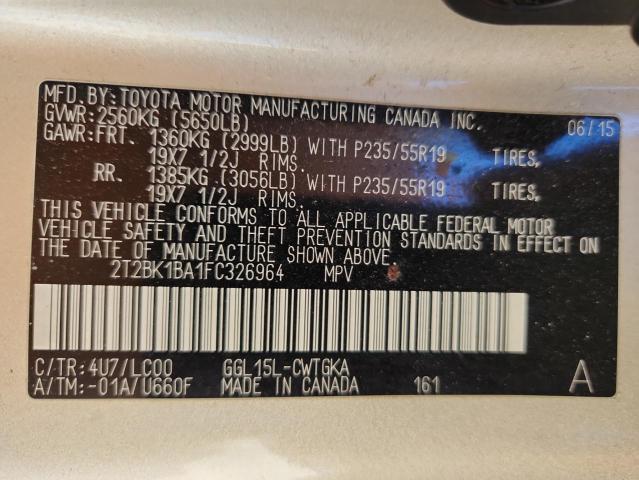 MFD.BY:TOYOTA MOTOR MANUFACTURING CANADA INC. 06/15
GVWR:2560KG (5650LB)
GAWR:FRT. 1360KG (2999LB) WITH P235/55R19 TIRES,
19X7 1/2J RIMS.
RR. 1385KG (3056LB) WITH P235/55R19 TIRES,
19X7 1/2J RIMS.
THIS VEHICLE CONFORMS TO ALL APPLICABLE FEDERAL MOTOR
VEHICLE SAFETY AND THEFT PREVENTION STANDARDS IN EFFECT ON
THE DATE OF MANUFACTURE SHOWN ABOVE.
2T2BK1BA1FC326964 MPV
C/TR:4U7/LC00 GGL15L-CWTGKA
A/TM:-01A/U660F MADE IN CANADA 161 A